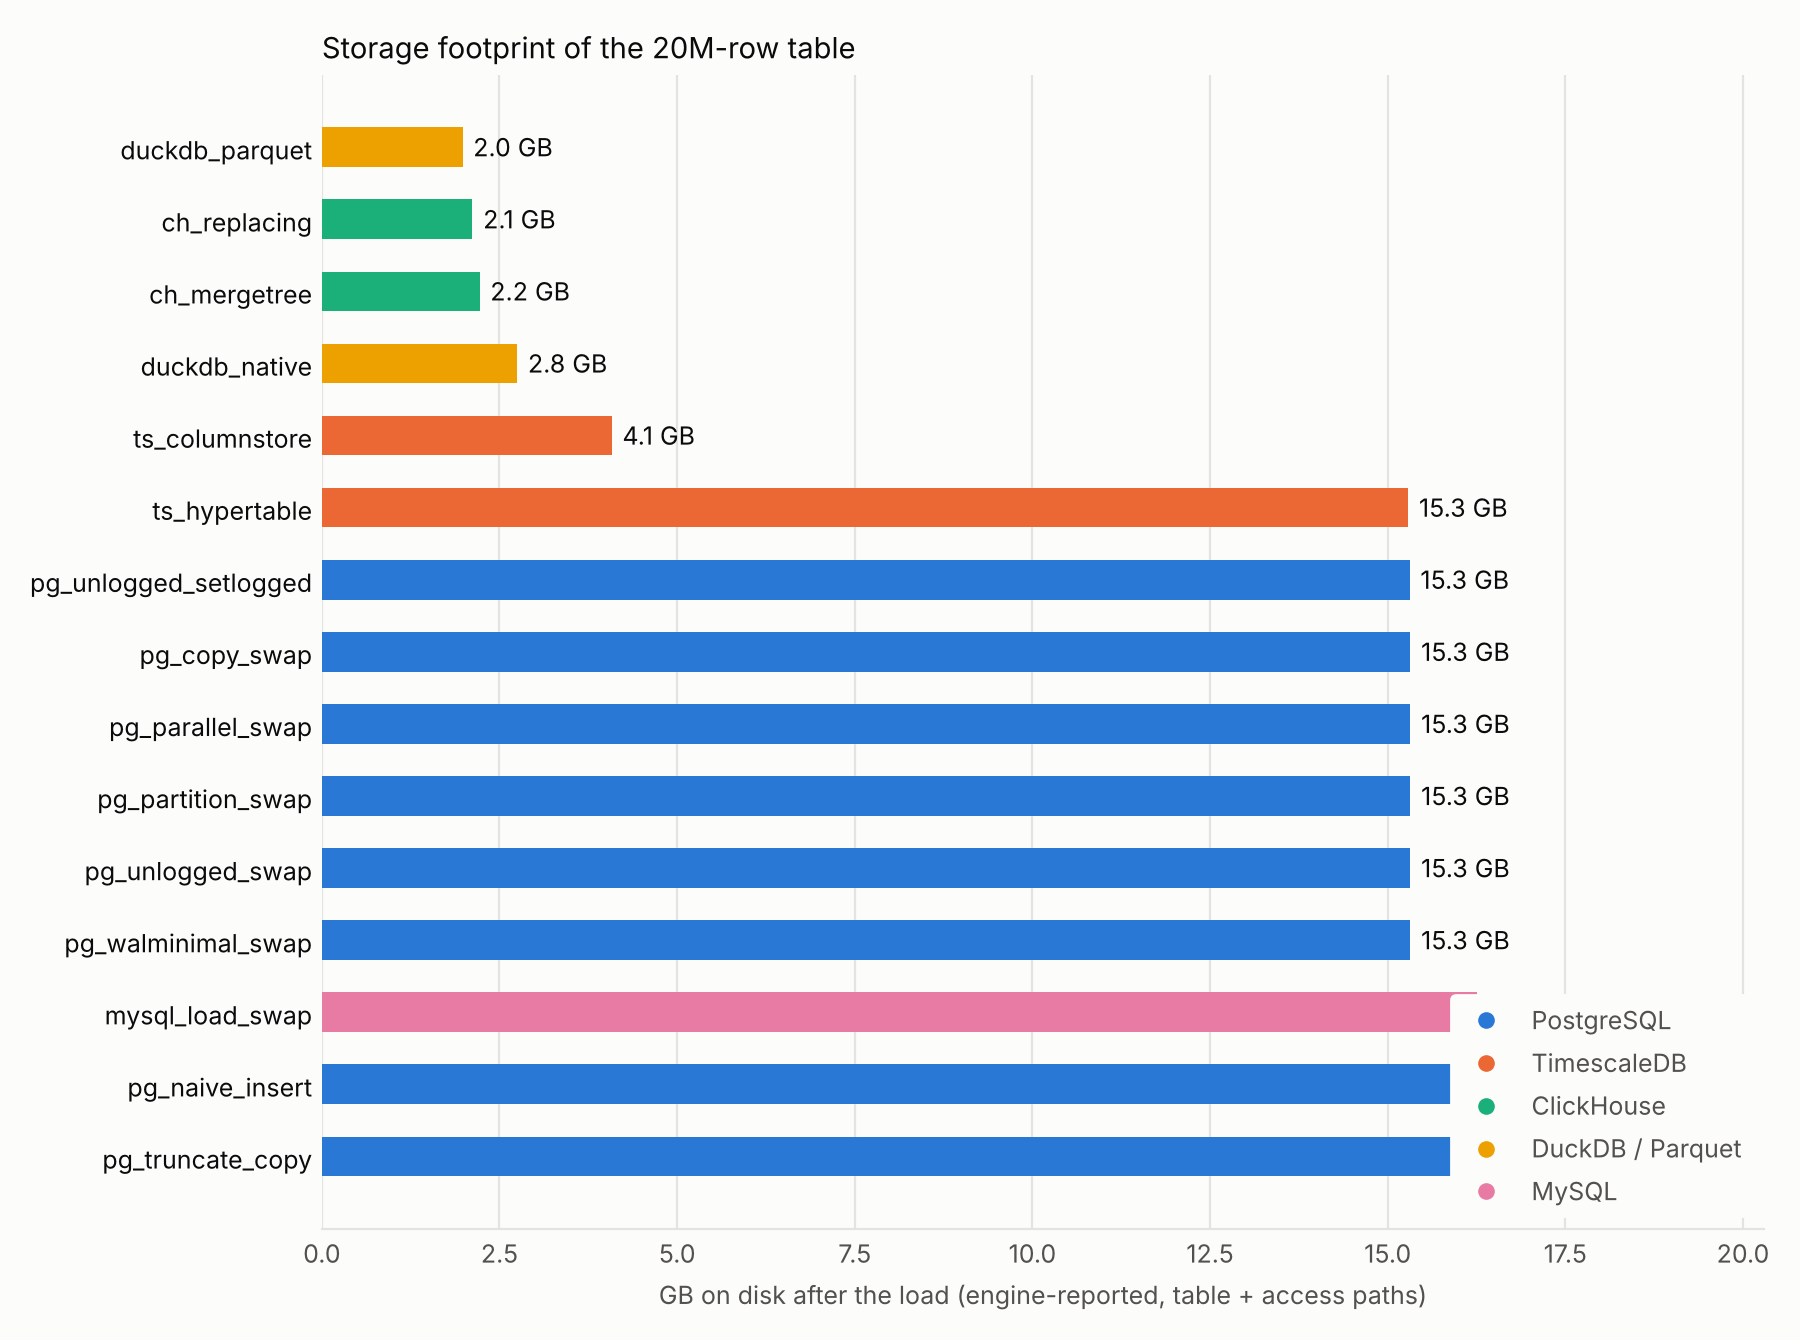 Storage footprint of the 20M-row table
duckdb_parquet 2.0 GB
ch_replacing 2.1 GB
ch_mergetree 2.2 GB
duckdb_native 2.8 GB
ts_columnstore 4.1 GB
ts_hypertable 15.3 GB
pg_unlogged_setlogged 15.3 GB
pg_copy_swap 15.3 GB
pg_parallel_swap 15.3 GB
pg_partition_swap 15.3 GB
pg_unlogged_swap 15.3 GB
pg_walminimal_swap 15.3 GB
mysql_load_swap
pg_naive_insert
pg_truncate_copy
PostgreSQL
TimescaleDB
ClickHouse
DuckDB / Parquet
MySQL
0.0 2.5 5.0 7.5 10.0 12.5 15.0 17.5 20.0
GB on disk after the load (engine-reported, table + access paths)